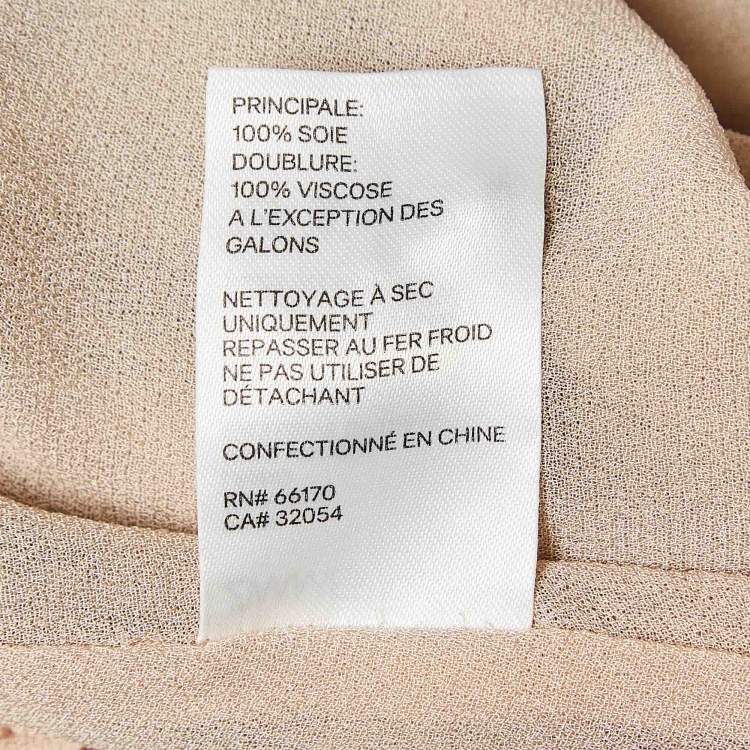 PRINCIPALE:
100% SOIE
DOUBLURE:
100% VISCOSE
A L'EXCEPTION DES
GALONS
NETTOYAGE À SEC
UNIQUEMENT
REPASSER AU FER FROID
NE PAS UTILISER DE
DÉTACHANT
CONFECTIONNÉ EN CHINE
RN# 66170
CA# 32054